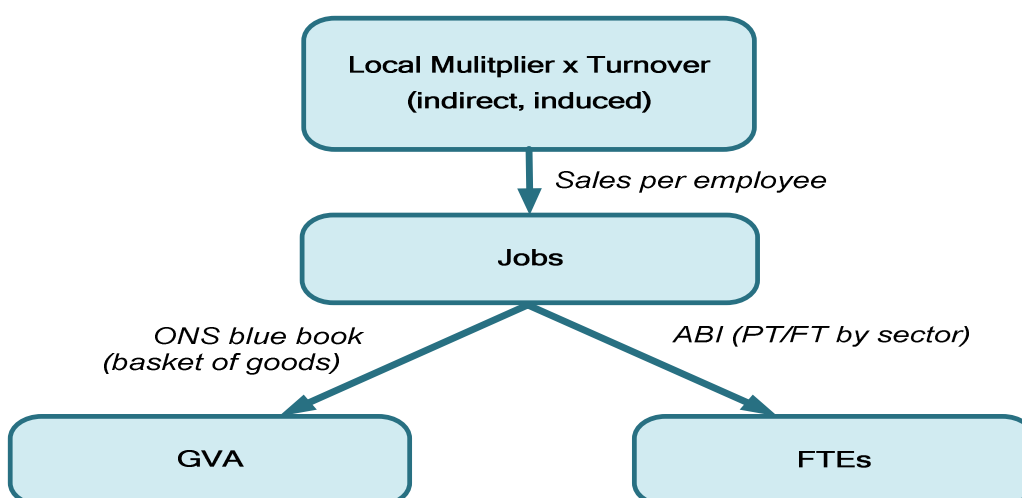 Local Mulitplier x Turnover
(indirect, induced)
Sales per employee
Jobs
ONS blue book
(basket of goods)
ABI (PT/FT by sector)
GVA
FTEs